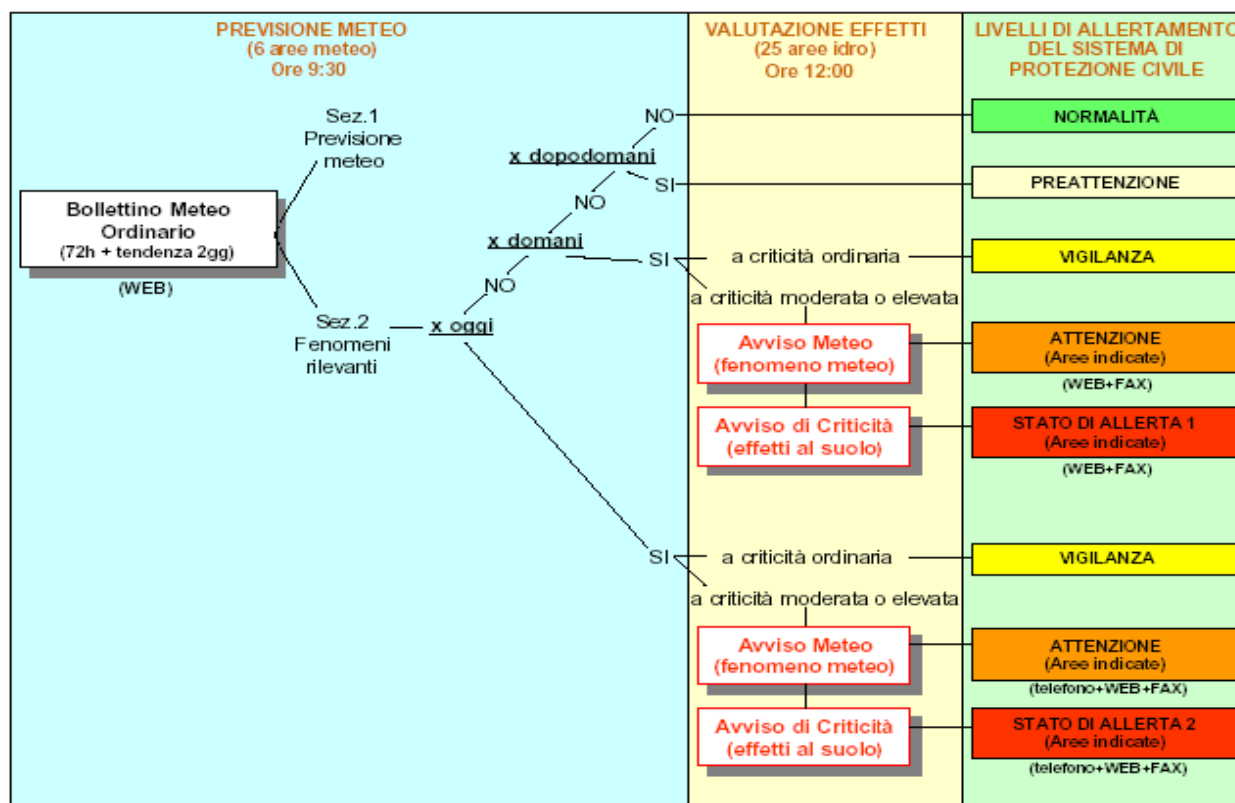 PREVISIONE METEO
(6 aree meteo)
Ore 9:30
VALUTAZIONE EFFETTI
(25 aree idro)
Ore 12:00
LIVELLI DI ALLERTAMENTO
DEL SISTEMA DI
PROTEZIONE CIVILE
Sez.1
Previsione
meteo
Bollettino Meteo
Ordinario
(72h + tendenza 2gg)
(WEB)
Sez.2
Fenomeni
rilevanti
x oggi
NO
x domani
NO
x dopodomani
NO
NORMALITÀ
SI
PREATTENZIONE
SI
a criticità ordinaria
VIGILANZA
a criticità moderata o elevata
Avviso Meteo
(fenomeno meteo)
ATTENZIONE
(Aree indicate)
(WEB+FAX)
Avviso di Criticità
(effetti al suolo)
STATO DI ALLERTA 1
(Aree indicate)
(WEB+FAX)
SI
a criticità ordinaria
VIGILANZA
a criticità moderata o elevata
Avviso Meteo
(fenomeno meteo)
ATTENZIONE
(Aree indicate)
(telefono+WEB+FAX)
Avviso di Criticità
(effetti al suolo)
STATO DI ALLERTA 2
(Aree indicate)
(telefono+WEB+FAX)